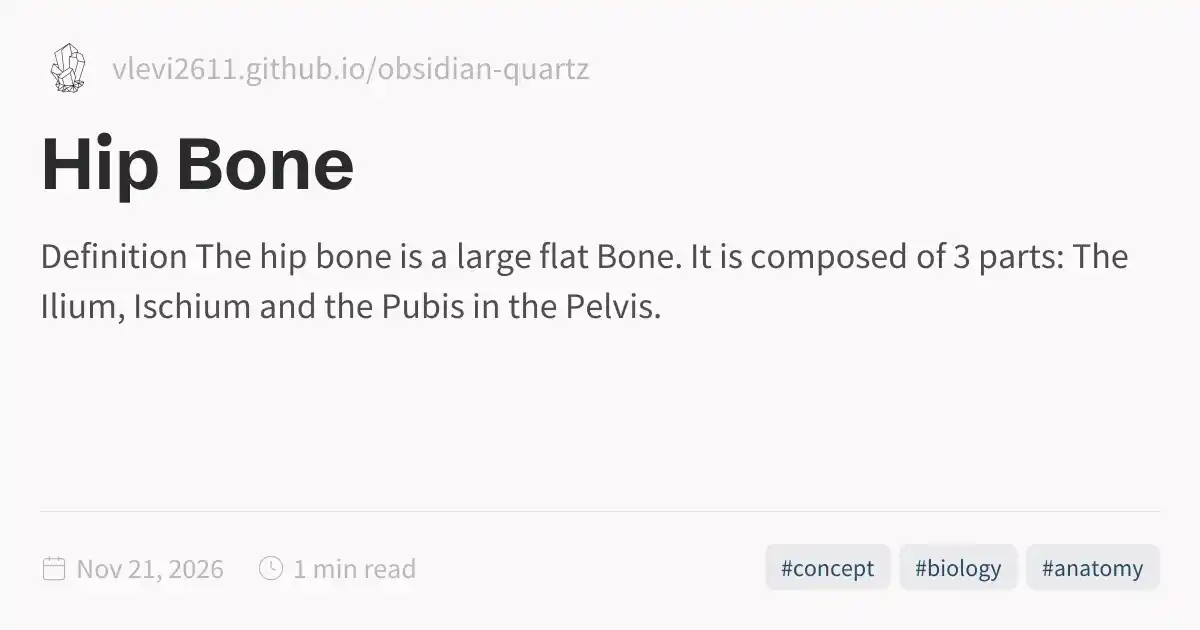 vlevi2611.github.io/obsidian-quartz
Hip Bone
Definition The hip bone is a large flat Bone. It is composed of 3 parts: The
Ilium, Ischium and the Pubis in the Pelvis.
Nov 21, 2026 1 min read #concept #biology #anatomy